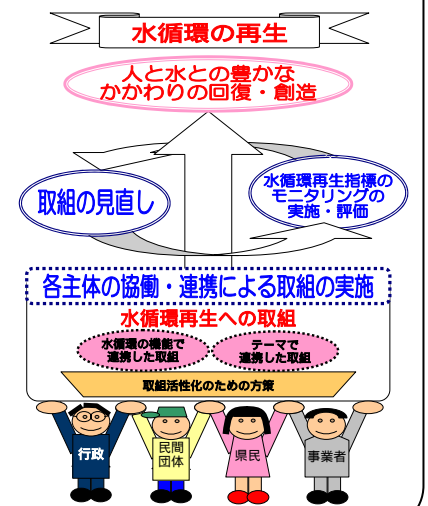 水循環の再生
人と水との豊かな
かかわりの回復・創造
取組の見直し
水循環再生指標の
モニタリングの
実施・評価
各主体の協働・連携による取組の実施
水循環再生への取組
水循環の機能で
連携した取組
テーマで
連携した取組
取組活性化のための方策
行政
民間
団体
県民
事業者